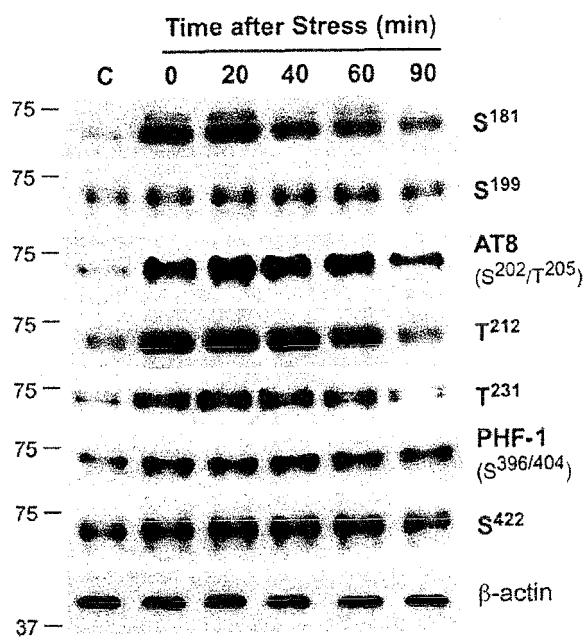 Time after Stress (min)
C 0 20 40 60 90
75 S¹⁸¹
75 S¹⁹⁹
75 AT8
(S²⁰²/T²⁰⁵)
75 T²¹²
75 T²³¹
75 PHF-1
(S³⁹⁶/⁴⁰⁴)
75 S⁴²²
β-actin
37